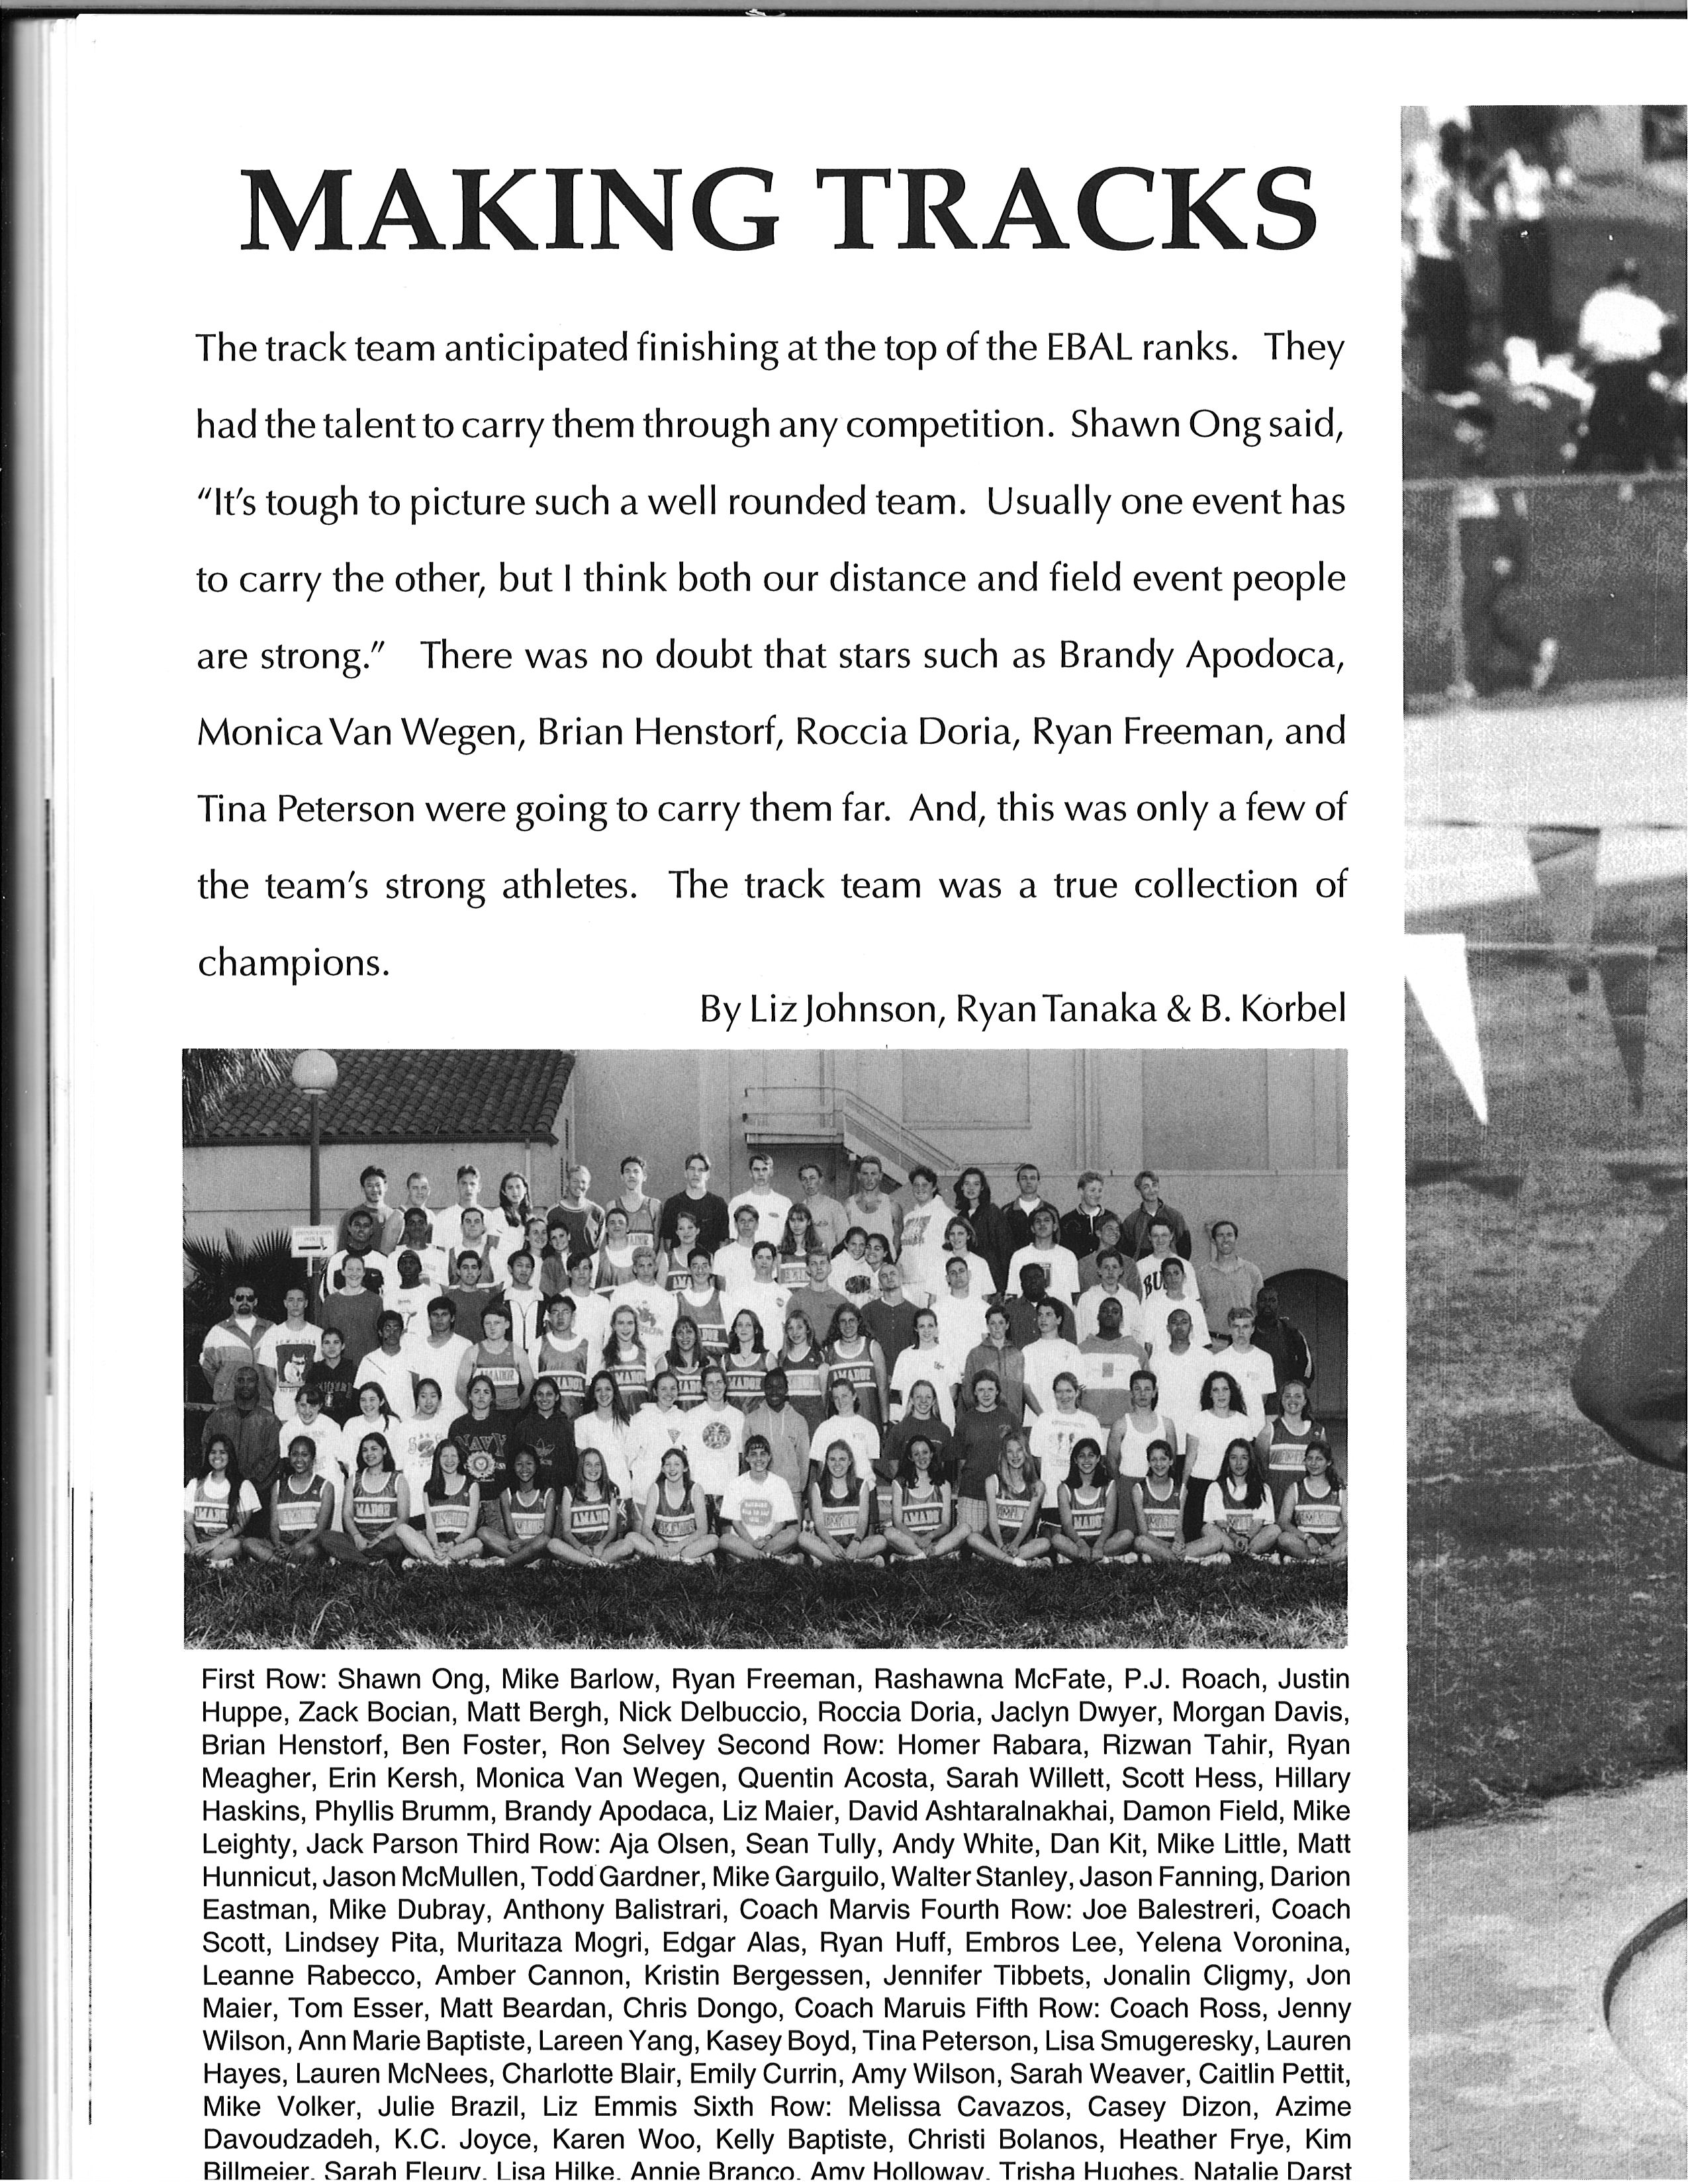 MAKING TRACKS
The track team anticipated finishing at the top of the EBAL ranks. They
had the talent to carry them through any competition. Shawn Ong said,
“It’s tough to picture such a well rounded team. Usually one event has
to carry the other, but I think both our distance and field event people
are strong.” There was no doubt that stars such as Brandy Apodoca,
Monica Van Wegen, Brian Henstorf, Roccia Doria, Ryan Freeman, and
Tina Peterson were going to carry them far. And, this was only a few of
the team’s strong athletes. The track team was a true collection of
champions.
By Liz Johnson, Ryan Tanaka & B. Korbel
First Row: Shawn Ong, Mike Barlow, Ryan Freeman, Rashawna McFate, P.J. Roach, Justin
Huppe, Zack Bocian, Matt Bergh, Nick Delbuccio, Roccia Doria, Jaclyn Dwyer, Morgan Davis,
Brian Henstorf, Ben Foster, Ron Selvey Second Row: Homer Rabara, Rizwan Tahir, Ryan
Meagher, Erin Kersh, Monica Van Wegen, Quentin Acosta, Sarah Willett, Scott Hess, Hillary
Haskins, Phyllis Brumm, Brandy Apodaca, Liz Maier, David Ashtaralnakhai, Damon Field, Mike
Leighty, Jack Parson Third Row: Aja Olsen, Sean Tully, Andy White, Dan Kit, Mike Little, Matt
Hunnicut, Jason McMullen, Todd Gardner, Mike Garguilo, Walter Stanley, Jason Fanning, Darion
Eastman, Mike Dubray, Anthony Balistrari, Coach Marvis Fourth Row: Joe Balestreri, Coach
Scott, Lindsey Pita, Muritaza Mogri, Edgar Alas, Ryan Huff, Embros Lee, Yelena Voronina,
Leanne Rabecco, Amber Cannon, Kristin Bergessen, Jennifer Tibbets, Jonalin Cligmy, Jon
Maier, Tom Esser, Matt Beardan, Chris Dongo, Coach Maruis Fifth Row: Coach Ross, Jenny
Wilson, Ann Marie Baptiste, Lareen Yang, Kasey Boyd, Tina Peterson, Lisa Smugeresky, Lauren
Hayes, Lauren McNees, Charlotte Blair, Emily Currin, Amy Wilson, Sarah Weaver, Caitlin Pettit,
Mike Volker, Julie Brazil, Liz Emmis Sixth Row: Melissa Cavazos, Casey Dizon, Azime
Davoudzadeh, K.C. Joyce, Karen Woo, Kelly Baptiste, Christi Bolanos, Heather Frye, Kim
Billmeier, Sarah Fleury, Lisa Hilke, Annie Branco, Amy Holloway, Trisha Hughes, Natalie Darst